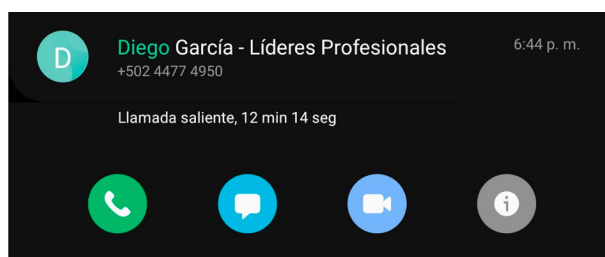 D
Diego García - Líderes Profesionales
6:44 p. m.
+502 4477 4950
Llamada saliente, 12 min 14 seg